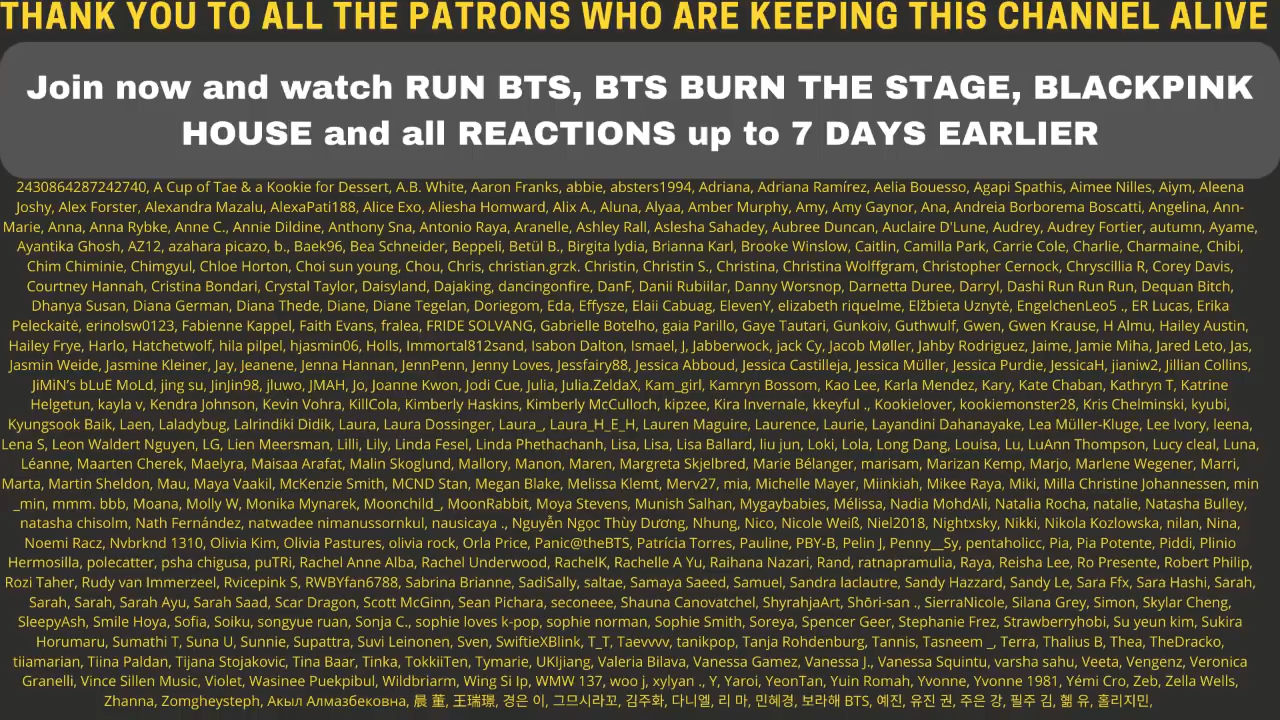 THANK YOU TO ALL THE PATRONS WHO ARE KEEPING THIS CHANNEL ALIVE
Join now and watch RUN BTS, BTS BURN THE STAGE, BLACKPINK
HOUSE and all REACTIONS up to 7 DAYS EARLIER
2430864287242740, A Cup of Tae & a Kookie for Dessert, A.B. White, Aaron Franks, abbie, absters1994, Adriana, Adriana Ramírez, Aelia Bouesso, Agapi Spathis, Aimee Nilles, Aiym, Aleena
Joshy, Alex Forster, Alexandra Mazalu, AlexaPati188, Alice Exo, Aliesha Homward, Alix A., Aluna, Alyaa, Amber Murphy, Amy, Amy Gaynor, Ana, Andreia Borborema Boscatti, Angelina, Ann-
Marie, Anna, Anna Rybke, Anne C., Annie Dildine, Anthony Sna, Antonio Raya, Aranelle, Ashley Rall, Aslesha Sahadey, Aubree Duncan, Auclaire D'Lune, Audrey, Audrey Fortier, autumn, Ayame,
Ayantika Ghosh, AZ12, azahara picazo, b., Baek96, Bea Schneider, Beppeli, Betül B., Birgita lydia, Brianna Karl, Brooke Winslow, Caitlin, Camilla Park, Carrie Cole, Charlie, Charmaine, Chibi,
Chim Chiminie, Chimgyul, Chloe Horton, Choi sun young, Chou, Chris, christian.grzk. Christin, Christin S., Christina, Christina Wolffgram, Christopher Cernock, Chryscillia R, Corey Davis,
Courtney Hannah, Cristina Bondari, Crystal Taylor, Daisyland, Dajaking, dancingonfire, DanF, Danii Rubiilar, Danny Worsnop, Darnetta Duree, Darryl, Dashi Run Run Run, Dequan Bitch,
Dhanya Susan, Diana German, Diana Thede, Diane, Diane Tegelan, Doriegom, Eda, Effysze, Elaii Cabuag, ElevenY, elizabeth riquelme, Elžbieta Uznytė, EngelchenLeo5 ., ER Lucas, Erika
Peleckaitė, erinolsw0123, Fabienne Kappel, Faith Evans, fralea, FRIDE SOLVANG, Gabrielle Botelho, gaia Parillo, Gaye Tautari, Gunkoiv, Guthwulf, Gwen, Gwen Krause, H Almu, Hailey Austin,
Hailey Frye, Harlo, Hatchetwolf, hila pilpel, hjasmin06, Holls, Immortal812sand, Isabon Dalton, Ismael, J, Jabberwock, jack Cy, Jacob Møller, Jahby Rodriguez, Jaime, Jamie Miha, Jared Leto, Jas,
Jasmin Weide, Jasmine Kleiner, Jay, Jeanene, Jenna Hannan, JennPenn, Jenny Loves, Jessfairy88, Jessica Abboud, Jessica Castilleja, Jessica Müller, Jessica Purdie, JessicaH, jianiw2, Jillian Collins,
JiMiN's bLuE MoLd, jing su, JinJin98, jluwo, JMAH, Jo, Joanne Kwon, Jodi Cue, Julia, Julia.ZeldaX, Kam_girl, Kamryn Bossom, Kao Lee, Karla Mendez, Kary, Kate Chaban, Kathryn T, Katrine
Helgetun, kayla v, Kendra Johnson, Kevin Vohra, KillCola, Kimberly Haskins, Kimberly McCulloch, kipzee, Kira Invernale, kkeyful ., Kookielover, kookiemonster28, Kris Chelminski, kyubi,
Kyungsook Baik, Laen, Laladybug, Lalrindiki Didik, Laura, Laura Dossinger, Laura_, Laura_H_E_H, Lauren Maguire, Laurence, Laurie, Layandini Dahanayake, Lea Müller-Kluge, Lee Ivory, leena,
Lena S, Leon Waldert Nguyen, LG, Lien Meersman, Lilli, Lily, Linda Fesel, Linda Phethachanh, Lisa, Lisa, Lisa Ballard, liu jun, Loki, Lola, Long Dang, Louisa, Lu, LuAnn Thompson, Lucy cleal, Luna,
Léanne, Maarten Cherek, Maelyra, Maisaa Arafat, Malin Skoglund, Mallory, Manon, Maren, Margreta Skjelbred, Marie Bélanger, marisam, Marizan Kemp, Marjo, Marlene Wegener, Marri,
Marta, Martin Sheldon, Mau, Maya Vaakil, McKenzie Smith, MCND Stan, Megan Blake, Melissa Klemt, Merv27, mia, Michelle Mayer, Miinkiah, Mikee Raya, Miki, Milla Christine Johannessen, min
_min, mmm. bbb, Moana, Molly W, Monika Mynarek, Moonchild_, MoonRabbit, Moya Stevens, Munish Salhan, Mygaybabies, Mélissa, Nadia MohdAli, Natalia Rocha, natalie, Natasha Bulley,
natasha chisolm, Nath Fernández, natwadee nimanussornkul, nausicaya ., Nguyễn Ngọc Thùy Dương, Nhung, Nico, Nicole Weiß, Niel2018, Nightxsky, Nikki, Nikola Kozlowska, nilan, Nina,
Noemi Racz, Nvbrknd 1310, Olivia Kim, Olivia Pastures, olivia rock, Orla Price, Panic@theBTS, Patrícia Torres, Pauline, PBY-B, Pelin J, Penny__Sy, pentaholicc, Pia, Pia Potente, Piddi, Plinio
Hermosilla, polecatter, psha chigusa, puTRi, Rachel Anne Alba, Rachel Underwood, RachelK, Rachelle A Yu, Raihana Nazari, Rand, ratnapramulia, Raya, Reisha Lee, Ro Presente, Robert Philip,
Rozi Taher, Rudy van Immerzeel, Rvicepink S, RWBYfan6788, Sabrina Brianne, SadiSally, saltae, Samaya Saeed, Samuel, Sandra laclautre, Sandy Hazzard, Sandy Le, Sara Ffx, Sara Hashi, Sarah,
Sarah, Sarah, Sarah Ayu, Sarah Saad, Scar Dragon, Scott McGinn, Sean Pichara, seconeee, Shauna Canovatchel, ShyrahjaArt, Shōri-san ., SierraNicole, Silana Grey, Simon, Skylar Cheng,
SleepyAsh, Smile Hoya, Sofia, Soiku, songyue ruan, Sonja C., sophie loves k-pop, sophie norman, Sophie Smith, Soreya, Spencer Geer, Stephanie Frez, Strawberryhobi, Su yeun kim, Sukira
Horumaru, Sumathi T, Suna U, Sunnie, Supattra, Suvi Leinonen, Sven, SwiftieXBlink, T_T, Taevvvv, tanikpop, Tanja Rohdenburg, Tannis, Tasneem _, Terra, Thalius B, Thea, TheDracko,
tiiamarian, Tiina Paldan, Tijana Stojakovic, Tina Baar, Tinka, TokkiiTen, Tymarie, UKIjiang, Valeria Bilava, Vanessa Gamez, Vanessa J., Vanessa Squintu, varsha sahu, Veeta, Vengenz, Veronica
Granelli, Vince Sillen Music, Violet, Wasinee Puekpibul, Wildbriarm, Wing Si Ip, WMW 137, woo j, xylyan ., Y, Yaroi, YeonTan, Yuin Romah, Yvonne, Yvonne 1981, Yémi Cro, Zeb, Zella Wells,
Zhanna, Zomgheysteph, Акыл Алмазбековна, 晨 董, 王瑞璟, 경은 이, 그므시라꼬, 김주화, 다니엘, 리 마, 민혜경, 보라해 BTS, 예진, 유진 권, 주은 강, 필주 김, 혦 유, 홀리지민,